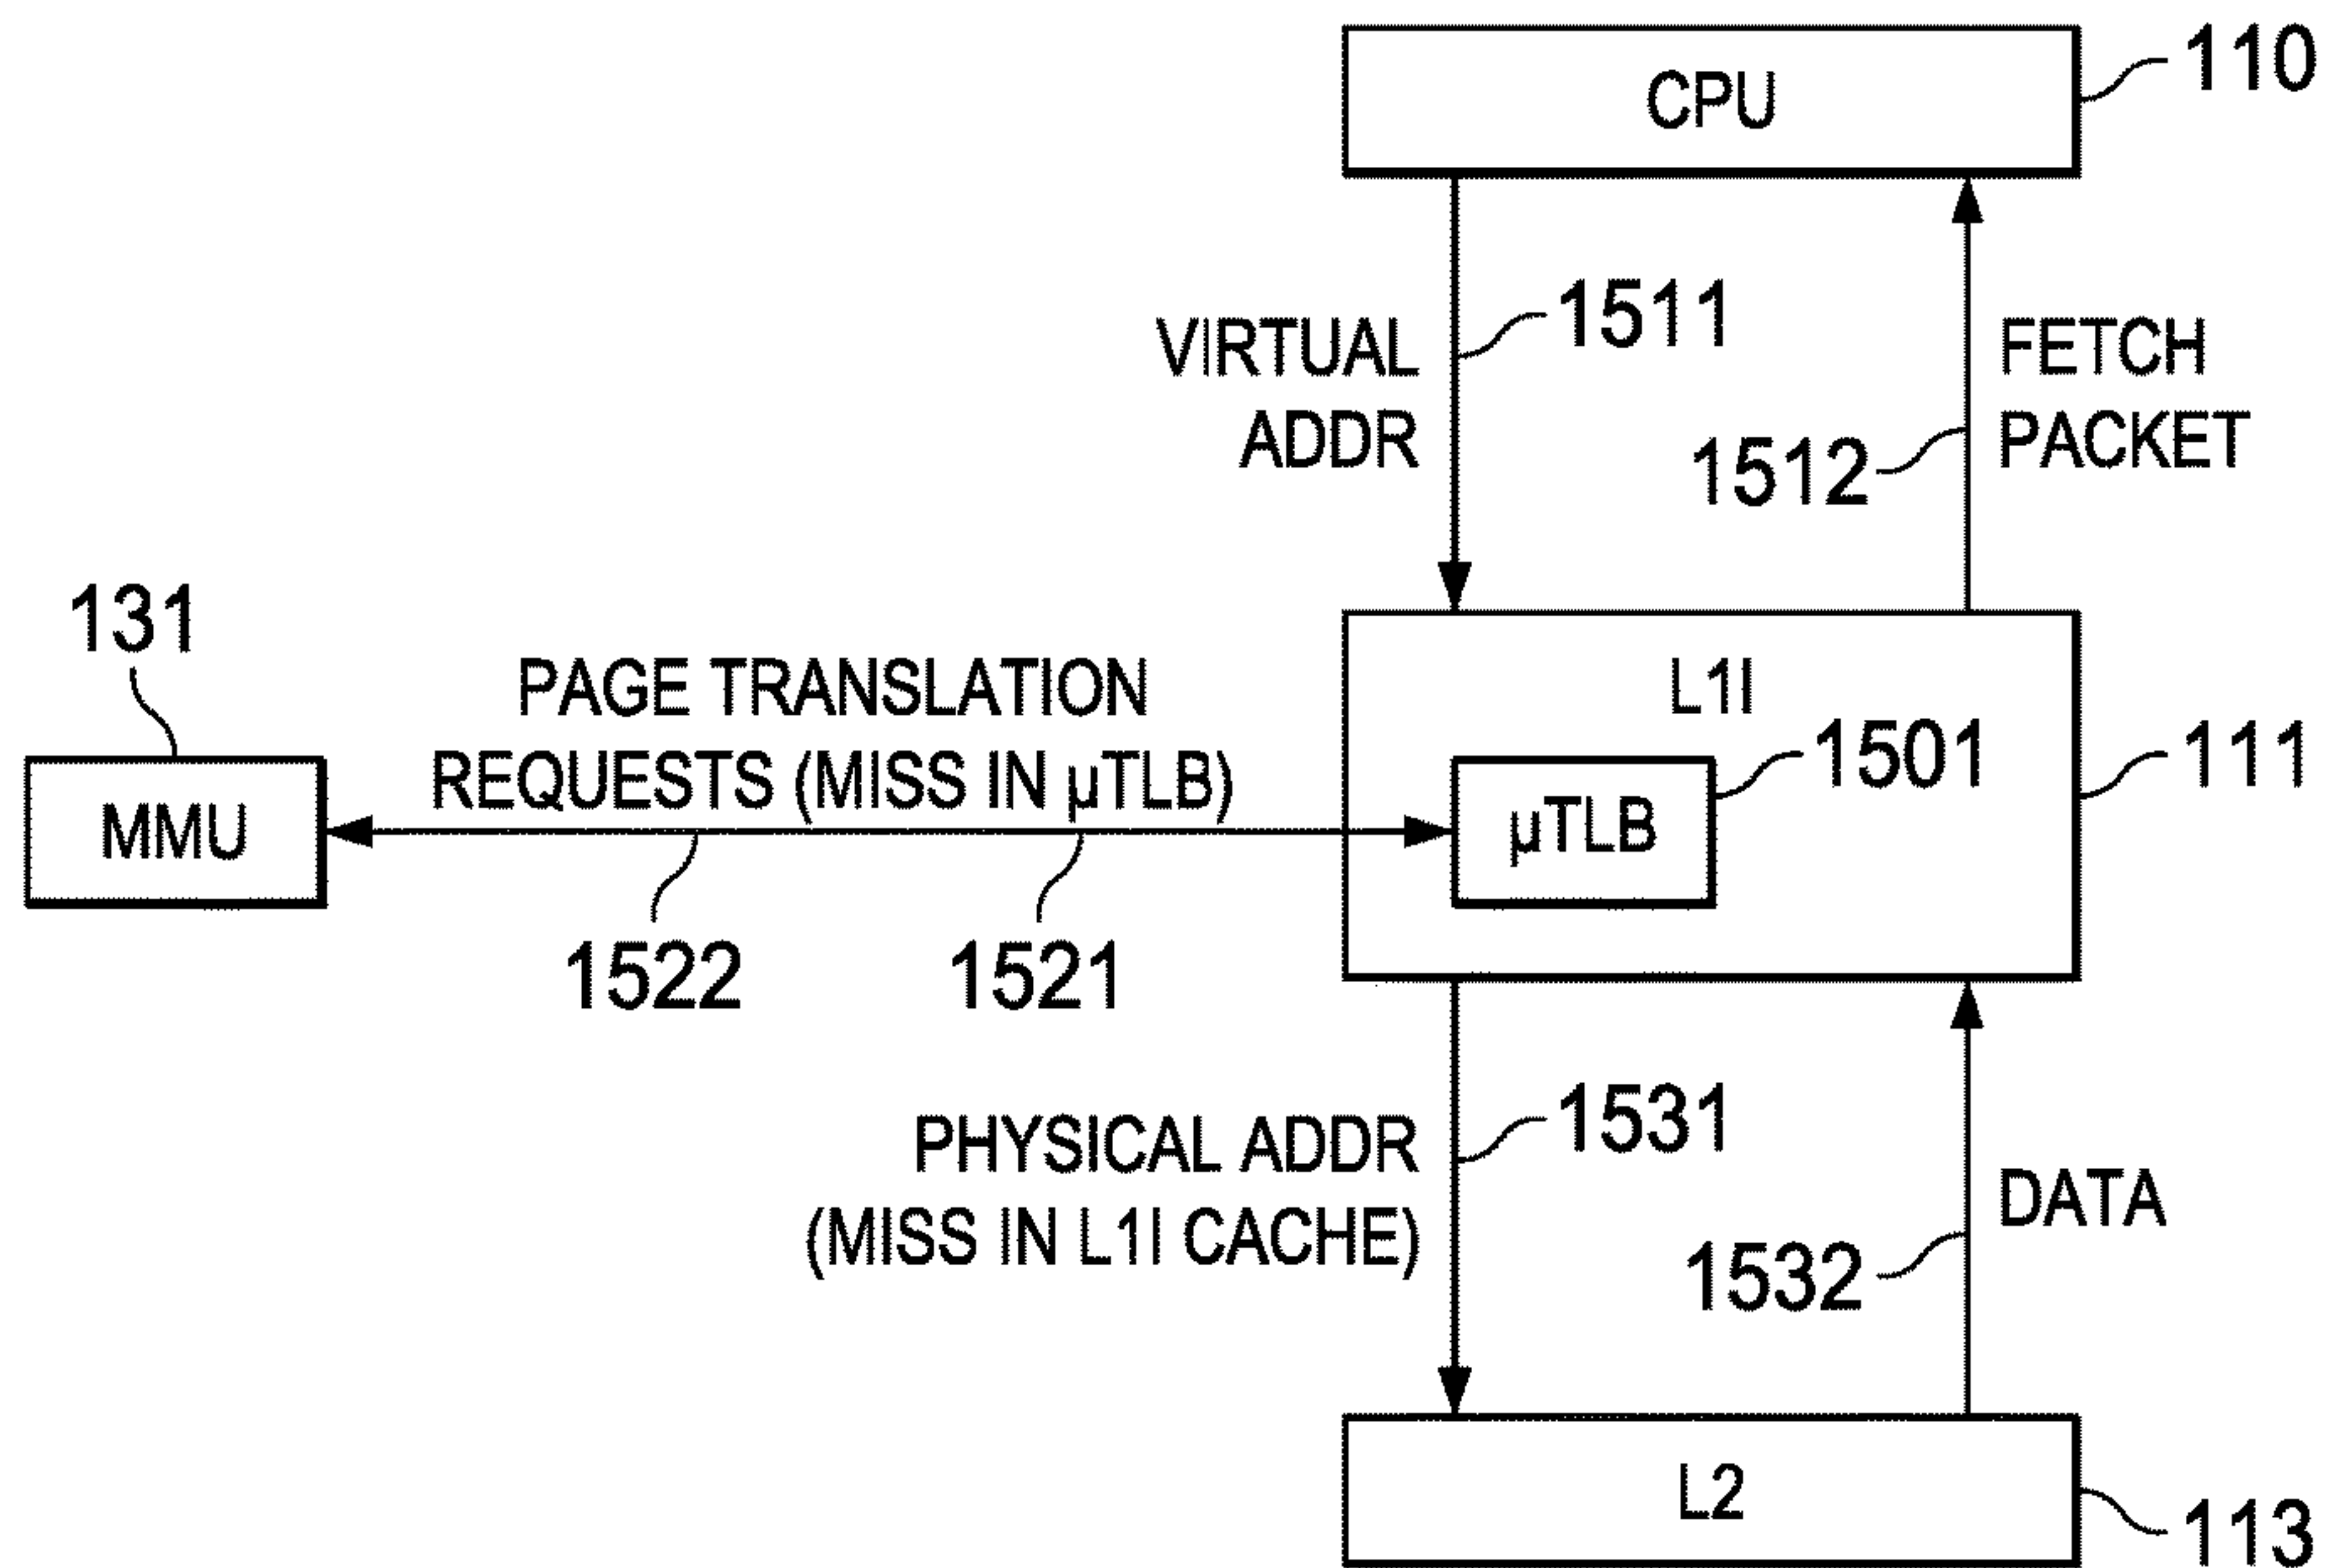 110
CPU
1511
VIRTUAL
ADDR
FETCH
PACKET
1512
131
PAGE TRANSLATION
REQUESTS (MISS IN µTLB)
L1I
1501
111
MMU
µTLB
1522
1521
1531
PHYSICAL ADDR
(MISS IN L1I CACHE)
DATA
1532
L2
113